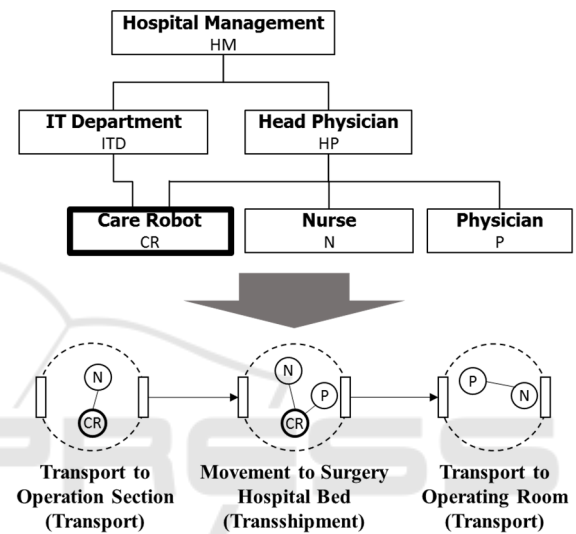 Hospital Management
HM
IT Department
ITD
Head Physician
HP
Care Robot
CR
Nurse
N
Physician
P
N
CR
N
P
CR
P
N
Transport to
Operation Section
(Transport)
Movement to Surgery
Hospital Bed
(Transshipment)
Transport to
Operating Room
(Transport)